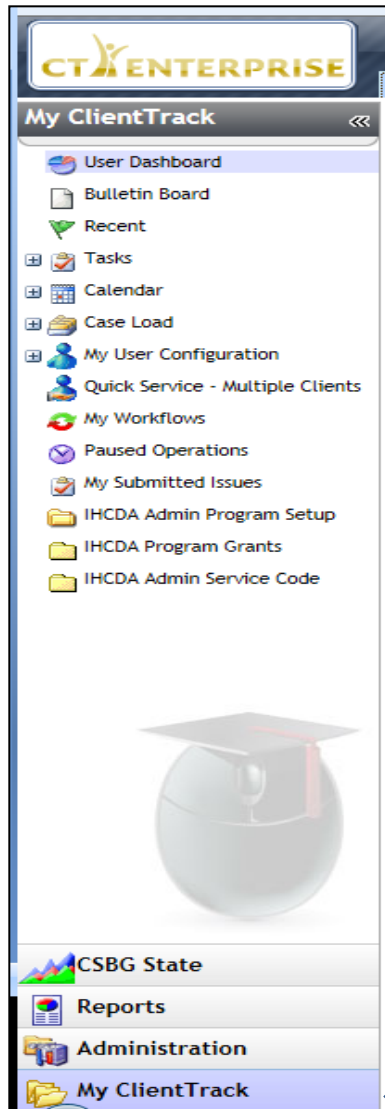 CT ENTERPRISE
My ClientTrack
User Dashboard
Bulletin Board
Recent
Tasks
Calendar
Case Load
My User Configuration
Quick Service - Multiple Clients
My Workflows
Paused Operations
My Submitted Issues
IHCDA Admin Program Setup
IHCDA Program Grants
IHCDA Admin Service Code
CSBG State
Reports
Administration
My ClientTrack